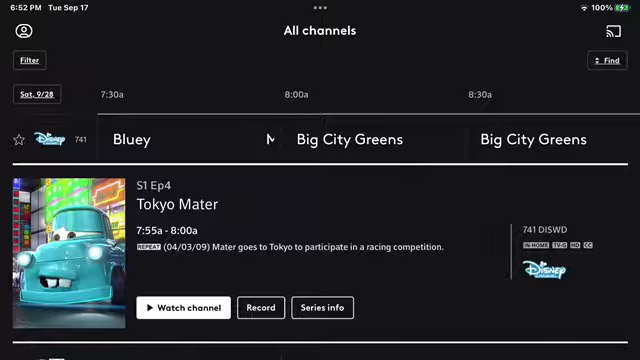 6:52 PM Tue Sep 17
100%
All channels
Filter
Find
Sat, 9/28
7:30a
8:00a
8:30a
Disney CHANNEL 741
Bluey
M
Big City Greens
Big City Greens
S1 Ep4
Tokyo Mater
7:55a - 8:00a
REPEAT (04/03/09) Mater goes to Tokyo to participate in a racing competition.
741 DISWD
IN-HOME TV-G HD CC
Disney CHANNEL
Watch channel
Record
Series info